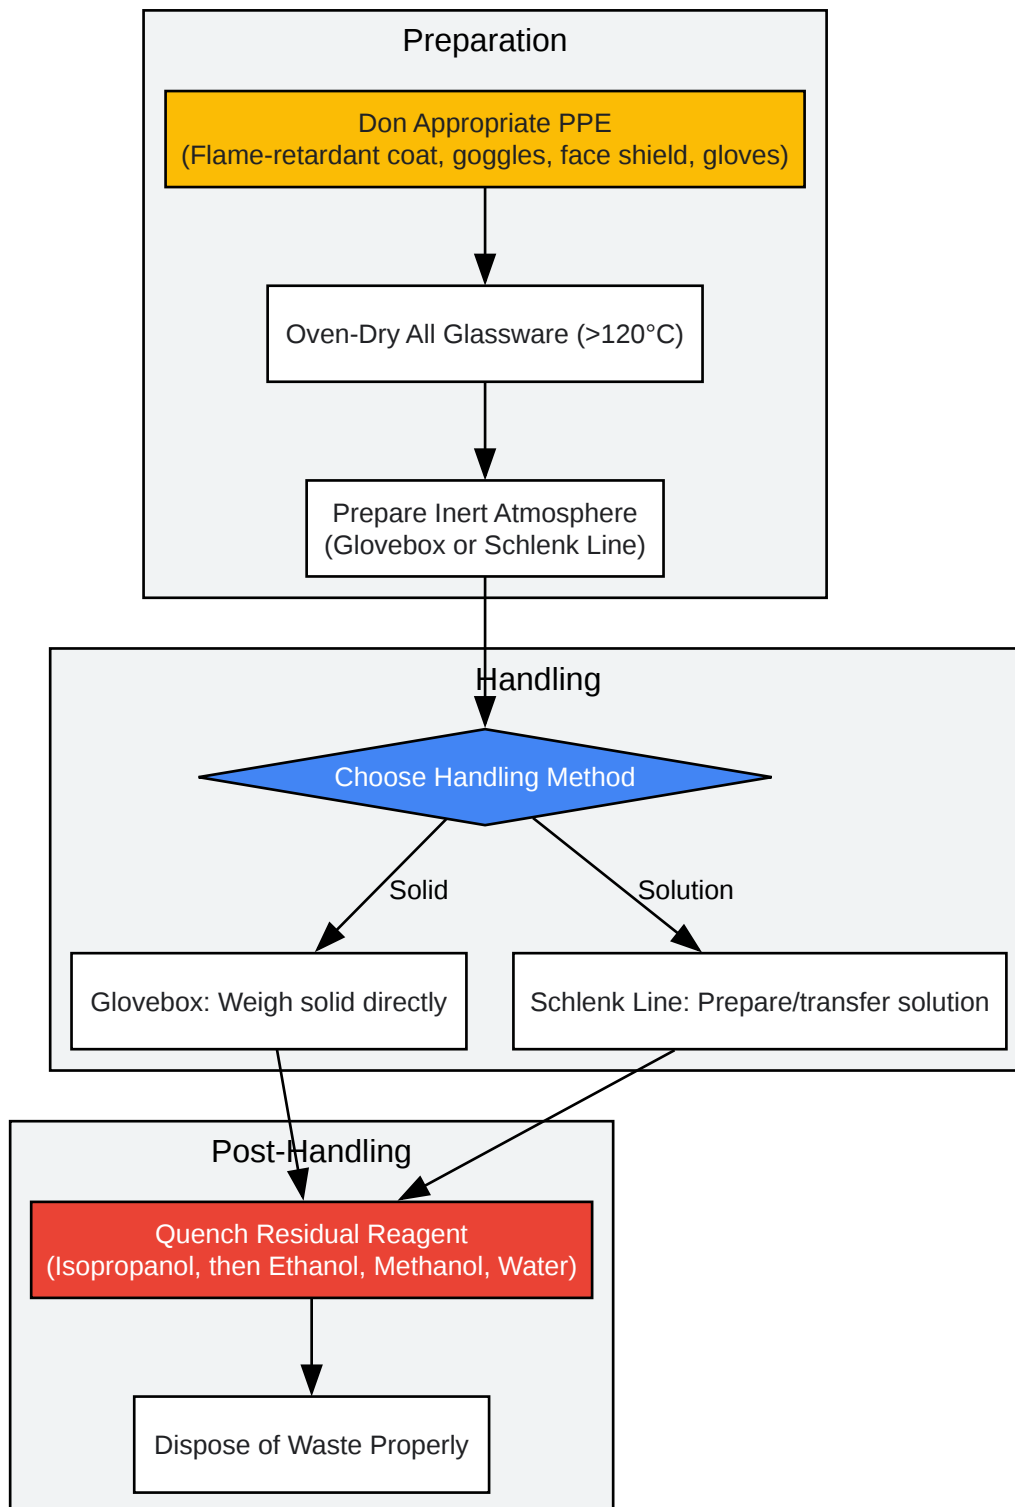 Preparation
Don Appropriate PPE
(Flame-retardant coat, goggles, face shield, gloves)
Oven-Dry All Glassware (>120°C)
Prepare Inert Atmosphere
(Glovebox or Schlenk Line)
Handling
Choose Handling Method
Solid
Solution
Glovebox: Weigh solid directly
Schlenk Line: Prepare/transfer solution
Post-Handling
Quench Residual Reagent
(Isopropanol, then Ethanol, Methanol, Water)
Dispose of Waste Properly